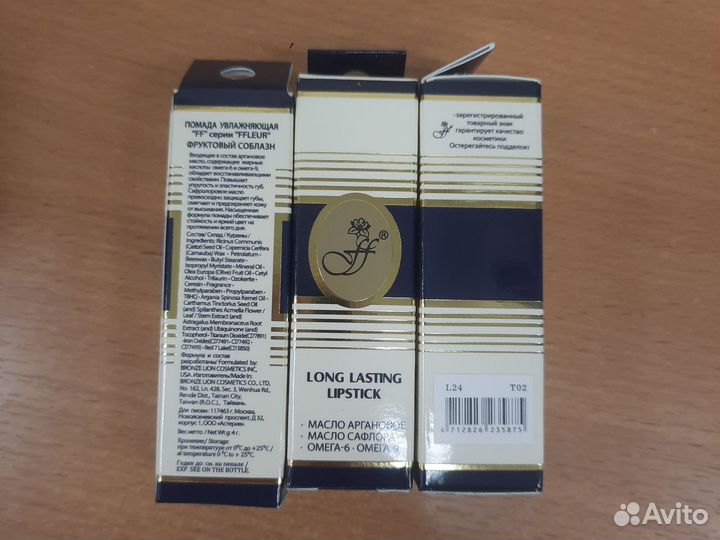 ПОМАДА УВЛАЖНЯЮЩАЯ
"FF" серии "FFLEUR"
ФРУКТОВЫЙ СОБЛАЗН
Входящее в состав аргановое
масло, содержащее жирные
кислоты омега-6 и омега-9,
обладает восстанавливающими
свойствами. Повышает
упругость и эластичность губ.
Сафлоровое масло
превосходно защищает губы,
смягчает и предохраняет кожу
от высыхания. Насыщенная
формула помады обеспечивает
стойкость и яркий цвет на
протяжении всего дня.
Состав/ Склад / Курамы /
Ingredients: Ricinus Communis
(Castor) Seed Oil • Copernicia Cerifera
(Carnauba) Wax • Petrolatum •
Beeswax • Butyl Stearate •
Isopropyl Myristate • Mineral Oil •
Olea Europa (Olive) Fruit Oil • Cetyl
Alcohol • Trilaurin • Ozokerite •
Ceresin • Fragrance •
Methylparaben • Propylparaben •
TBHQ • Argania Spinosa Kernel Oil •
Carthamus Tinctorius Seed Oil
(and) Spilanthes Acmella Flower /
Leaf / Stem Extract (and)
Astragalus Membranaceus Root
Extract (and) Ubiquinone (and)
Tocopherol • Titanium Dioxide(CI77891)
•Iron Oxides(CI77491 •CI77492 •
CI77499) • Red 7 Lake(CI15850)
Формула и состав
разработаны/ Formulated by:
BRONZE LION COSMETICS INC,
USA. Изготовитель/ Made In:
BRONZE LION COSMETICS CO., LTD,
No. 162, Ln. 428, Sec. 3, Wenhua Rd.,
Rende Dist., Tainan City,
Taiwan (R.O.C.), Тайвань.
Для писем: 117463 г. Москва,
Новоясеневский проспект, Д 32,
корпус 1, ООО «Астерия».
Вес нетто / Net Wt. g: 4 г.
Хранение/ Storage:
при температуре от 0°C до +25°C /
at temperature 0 °C to + 25°C.
Годен до: см. на пенале /
EXP. SEE ON THE BOTTLE.
ff ®
LONG LASTING
LIPSTICK
· МАСЛО АРГАНОВОЕ
· МАСЛО САФЛОРА
· ОМЕГА-6 · ОМЕГА-9
ff
-зарегистрированный
товарный знак
гарантирует качество
косметики
Остерегайтесь подделок!
L24 T02
4 712826 235875
Avito